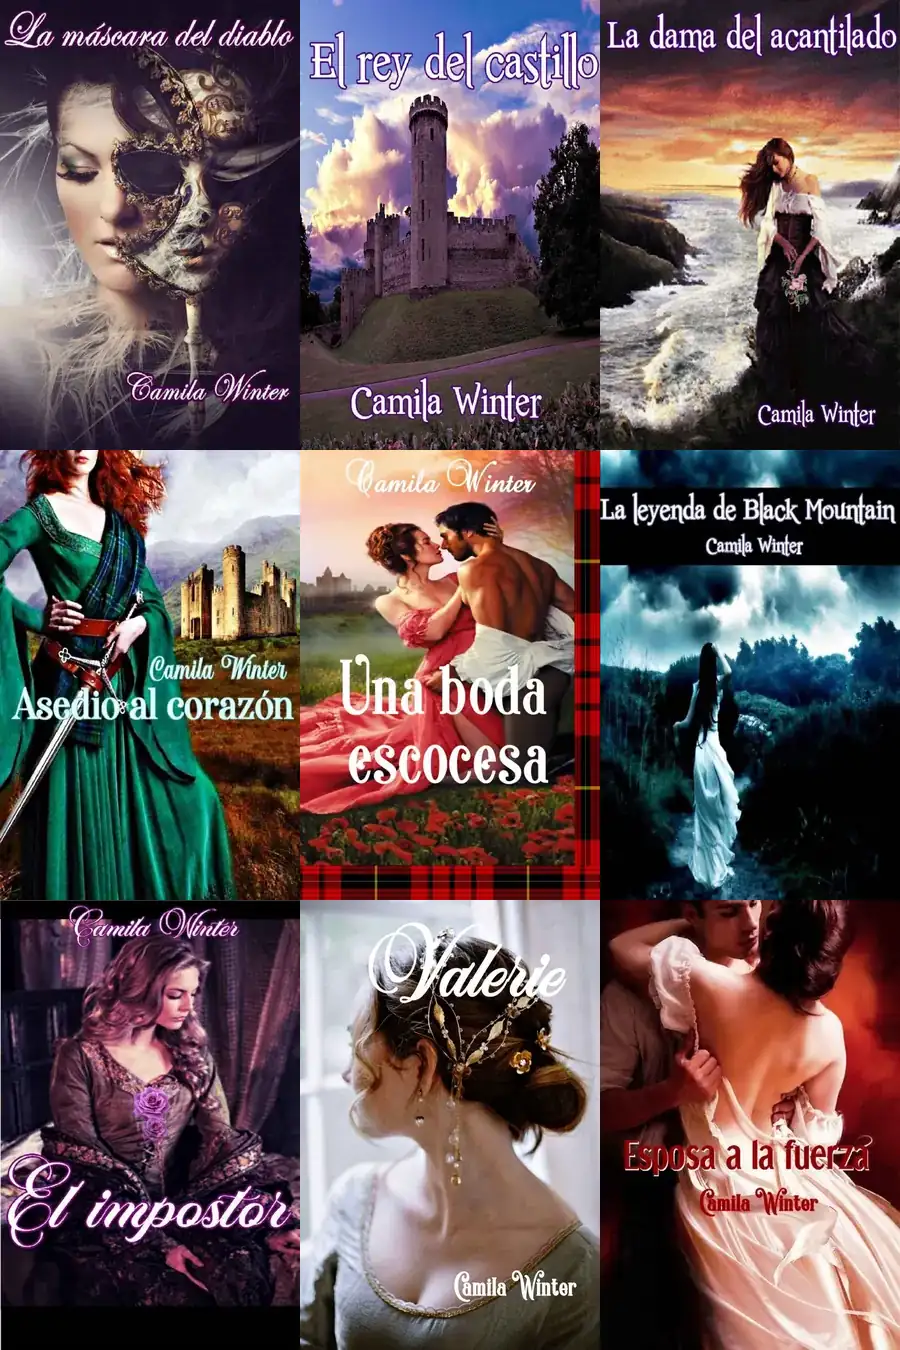 La máscara del diablo
Camila Winter
El rey del castillo
Camila Winter
La dama del acantilado
Camila Winter
Camila Winter
Asedio al corazón
Camila Winter
Una boda
escocesa
La leyenda de Black Mountain
Camila Winter
Camila Winter
El impostor
Valerie
Camila Winter
Esposa a la fuerza
Camila Winter